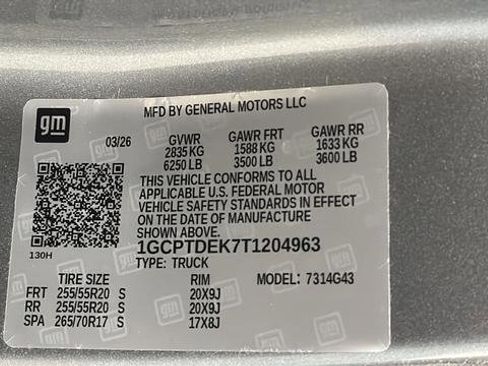 gm
MFD BY GENERAL MOTORS LLC
03/26 GVWR GAWR FRT GAWR RR
2835 KG 1588 KG 1633 KG
6250 LB 3500 LB 3600 LB
THIS VEHICLE CONFORMS TO ALL
APPLICABLE U.S. FEDERAL MOTOR
VEHICLE SAFETY STANDARDS IN EFFECT
ON THE DATE OF MANUFACTURE
SHOWN ABOVE.
130H
1GCPTDEK7T1204963
TYPE: TRUCK
TIRE SIZE RIM MODEL: 7314G43
FRT 255/55R20 S 20X9J
RR 255/55R20 S 20X9J
SPA 265/70R17 S 17X8J